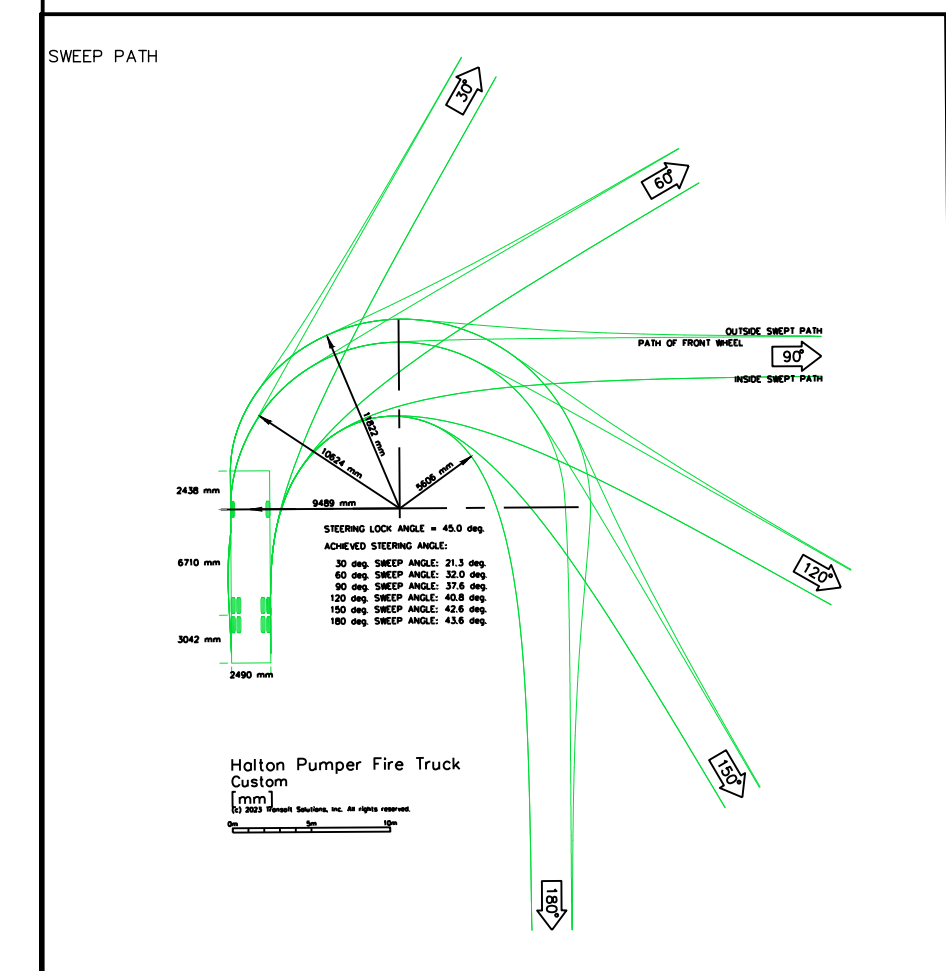 SWEEP PATH
30°
60°
OUTSIDE SWEPT PATH
PATH OF FRONT WHEEL
90°
INSIDE SWEPT PATH
11822 mm
10624 mm
5606 mm
2438 mm
9489 mm
STEERING LOCK ANGLE = 45.0 deg.
ACHIEVED STEERING ANGLE:
30 deg. SWEEP ANGLE: 21.3 deg.
60 deg. SWEEP ANGLE: 32.0 deg.
90 deg. SWEEP ANGLE: 37.6 deg.
120 deg. SWEEP ANGLE: 40.8 deg.
150 deg. SWEEP ANGLE: 42.6 deg.
180 deg. SWEEP ANGLE: 43.6 deg.
6710 mm
120°
3042 mm
2490 mm
150°
Halton Pumper Fire Truck
Custom
[mm]
(c) 2023 Transoft Solutions, Inc. All rights reserved.
0m 5m 10m
180°